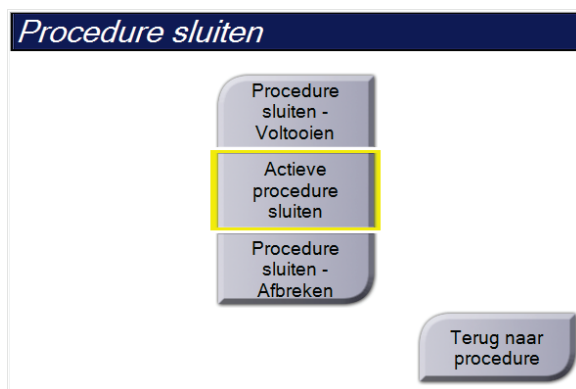 Procedure sluiten
Procedure
sluiten -
Voltooien
Actieve
procedure
sluiten
Procedure
sluiten -
Afbreken
Terug naar
procedure